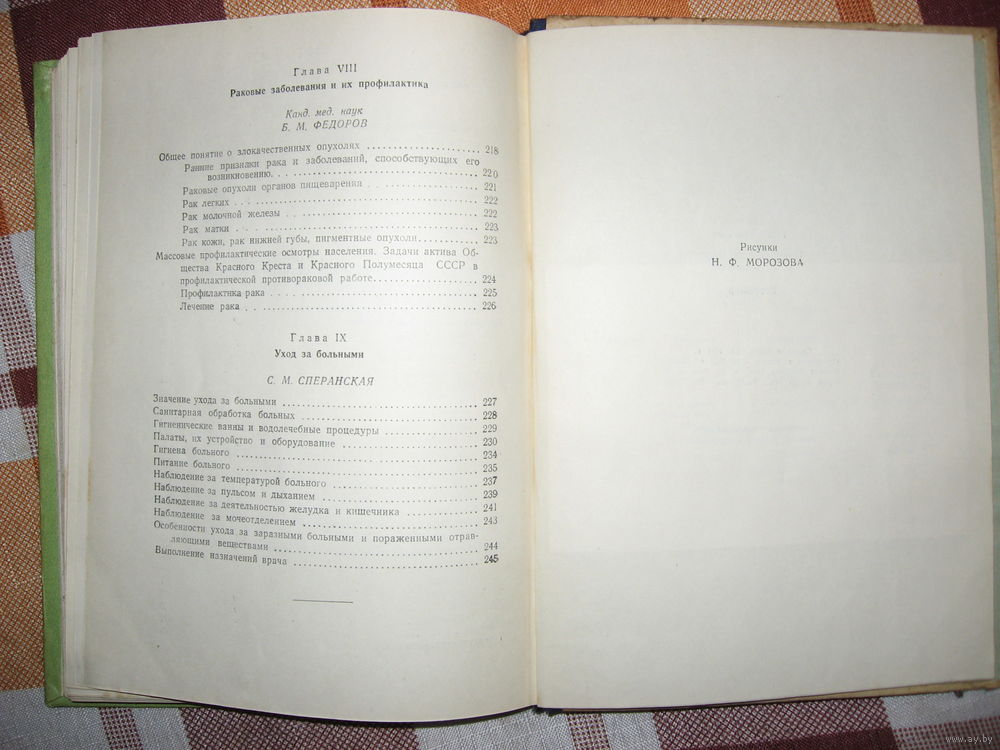 Глава VIII
Раковые заболевания и их профилактика
Канд. мед. наук
Б. М. ФЕДОРОВ
Общее понятие о злокачественных опухолях . . . . . . . . . . . . . . . . . . . 218
Ранние признаки рака и заболеваний, способствующих его
возникновению. . . . . . . . . . . . . . . . . . . . . . . . . . . . . . 220
Раковые опухоли органов пищеварения . . . . . . . . . . . . . . . . . 221
Рак легких . . . . . . . . . . . . . . . . . . . . . . . . . . . . . . . . . 222
Рак молочной железы . . . . . . . . . . . . . . . . . . . . . . . . . . . 222
Рак матки . . . . . . . . . . . . . . . . . . . . . . . . . . . . . . . . . . 223
Рак кожи, рак нижней губы, пигментные опухоли. . . . . . . . . . . 223
Массовые профилактические осмотры населения. Задачи актива Об-
щества Красного Креста и Красного Полумесяца СССР в
профилактической противораковой работе. . . . . . . . . . . . . . . 224
Профилактика рака . . . . . . . . . . . . . . . . . . . . . . . . . . . . 225
Лечение рака . . . . . . . . . . . . . . . . . . . . . . . . . . . . . . . . 226
Глава IX
Уход за больными
С. М. СПЕРАНСКАЯ
Значение ухода за больными . . . . . . . . . . . . . . . . . . . . . . . . . 227
Санитарная обработка больных . . . . . . . . . . . . . . . . . . . . . . . 228
Гигиенические ванны и водолечебные процедуры . . . . . . . . . . . . . 229
Палаты, их устройство и оборудование . . . . . . . . . . . . . . . . . . 230
Гигиена больного . . . . . . . . . . . . . . . . . . . . . . . . . . . . . . . 234
Питание больного . . . . . . . . . . . . . . . . . . . . . . . . . . . . . . . 235
Наблюдение за температурой больного . . . . . . . . . . . . . . . . . . . 237
Наблюдение за пульсом и дыханием . . . . . . . . . . . . . . . . . . . . 239
Наблюдение за деятельностью желудка и кишечника . . . . . . . . . . . 241
Наблюдение за мочеотделением . . . . . . . . . . . . . . . . . . . . . . . 243
Особенности ухода за заразными больными и пораженными отрав-
ляющими веществами . . . . . . . . . . . . . . . . . . . . . . . . . . . 244
Выполнение назначений врача . . . . . . . . . . . . . . . . . . . . . . . . 245
Рисунки
Н. Ф. МОРОЗОВА
www.ay.by